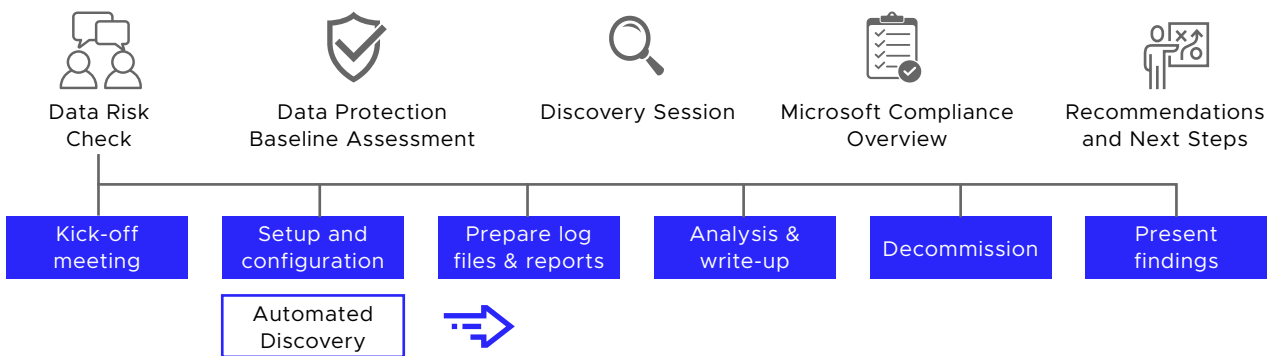 Data Risk
Check
Data Protection
Baseline Assessment
Discovery Session
Microsoft Compliance
Overview
Recommendations
and Next Steps
Kick-off
meeting
Setup and
configuration
Prepare log
files & reports
Analysis &
write-up
Decommission
Present
findings
Automated
Discovery